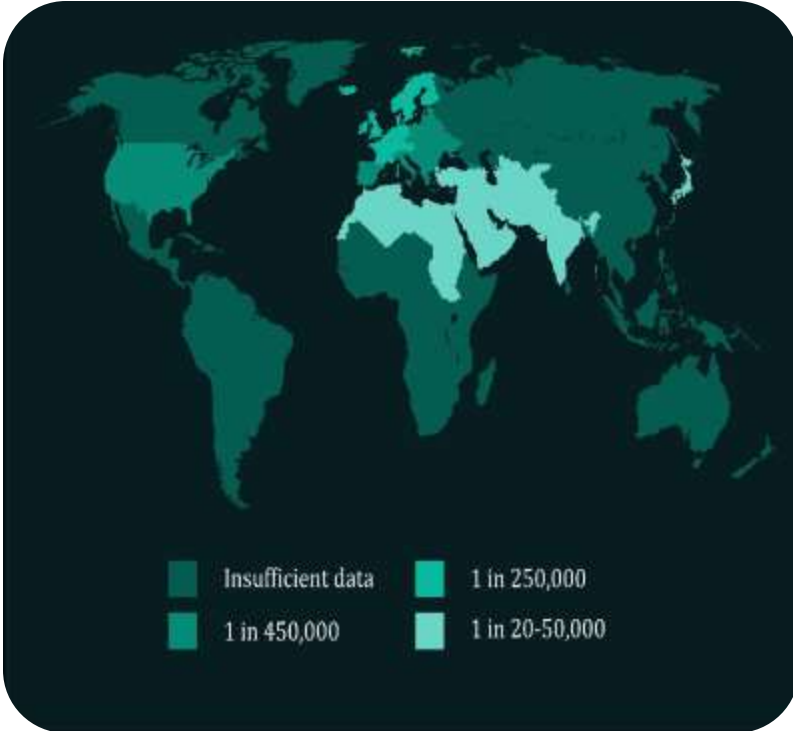 Insufficient data
1 in 250,000
1 in 450,000
1 in 20-50,000